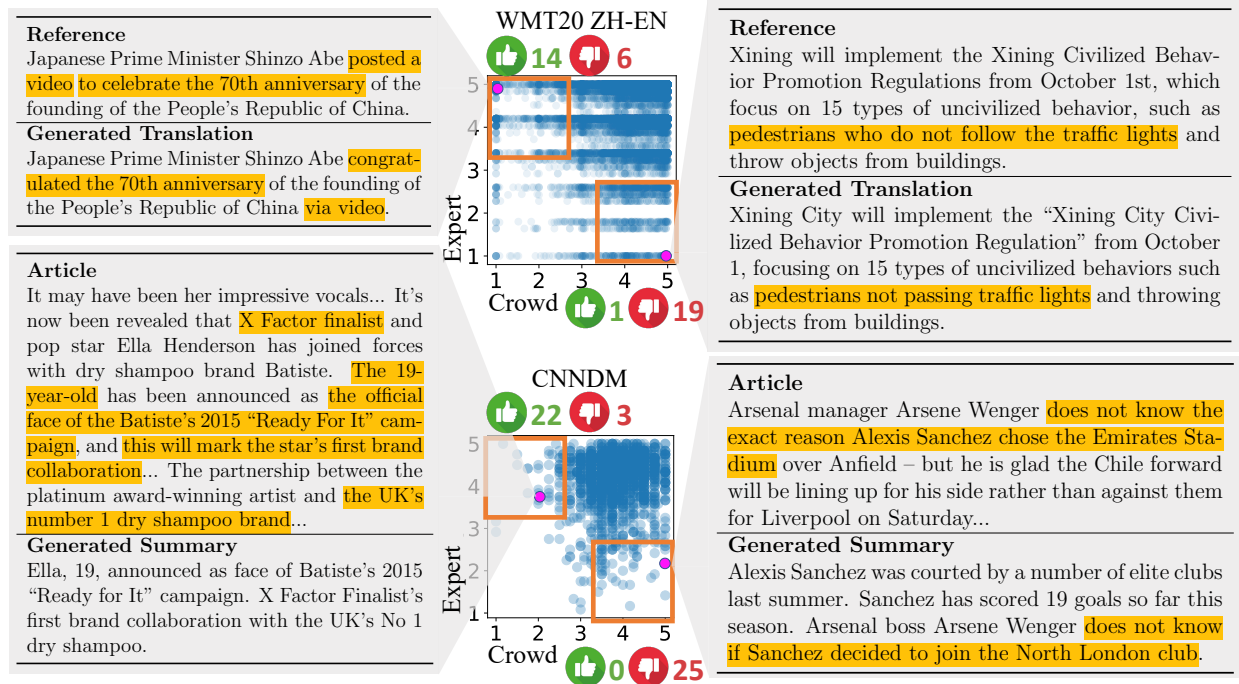 Reference
Japanese Prime Minister Shinzo Abe posted a
video to celebrate the 70th anniversary of the
founding of the People's Republic of China.
Generated Translation
Japanese Prime Minister Shinzo Abe congrat-
ulated the 70th anniversary of the founding of
the People's Republic of China via video.
Article
It may have been her impressive vocals... It's
now been revealed that X Factor finalist and
pop star Ella Henderson has joined forces
with dry shampoo brand Batiste. The 19-
year-old has been announced as the official
face of the Batiste's 2015 “Ready For It” cam-
paign, and this will mark the star's first brand
collaboration... The partnership between the
platinum award-winning artist and the UK's
number 1 dry shampoo brand...
Generated Summary
Ella, 19, announced as face of Batiste's 2015
“Ready for It” campaign. X Factor Finalist's
first brand collaboration with the UK's No 1
dry shampoo.
WMT20 ZH-EN
14 6
5
4
3
2
1
Expert
1 2 3 4 5
Crowd
1 19
CNNDM
22 3
5
4
3
2
1
Expert
1 2 3 4 5
Crowd
0 25
Reference
Xining will implement the Xining Civilized Behav-
ior Promotion Regulations from October 1st, which
focus on 15 types of uncivilized behavior, such as
pedestrians who do not follow the traffic lights and
throw objects from buildings.
Generated Translation
Xining City will implement the “Xining City Civi-
lized Behavior Promotion Regulation” from October
1, focusing on 15 types of uncivilized behaviors such
as pedestrians not passing traffic lights and throwing
objects from buildings.
Article
Arsenal manager Arsene Wenger does not know the
exact reason Alexis Sanchez chose the Emirates Sta-
dium over Anfield – but he is glad the Chile forward
will be lining up for his side rather than against them
for Liverpool on Saturday...
Generated Summary
Alexis Sanchez was courted by a number of elite clubs
last summer. Sanchez has scored 19 goals so far this
season. Arsenal boss Arsene Wenger does not know
if Sanchez decided to join the North London club.